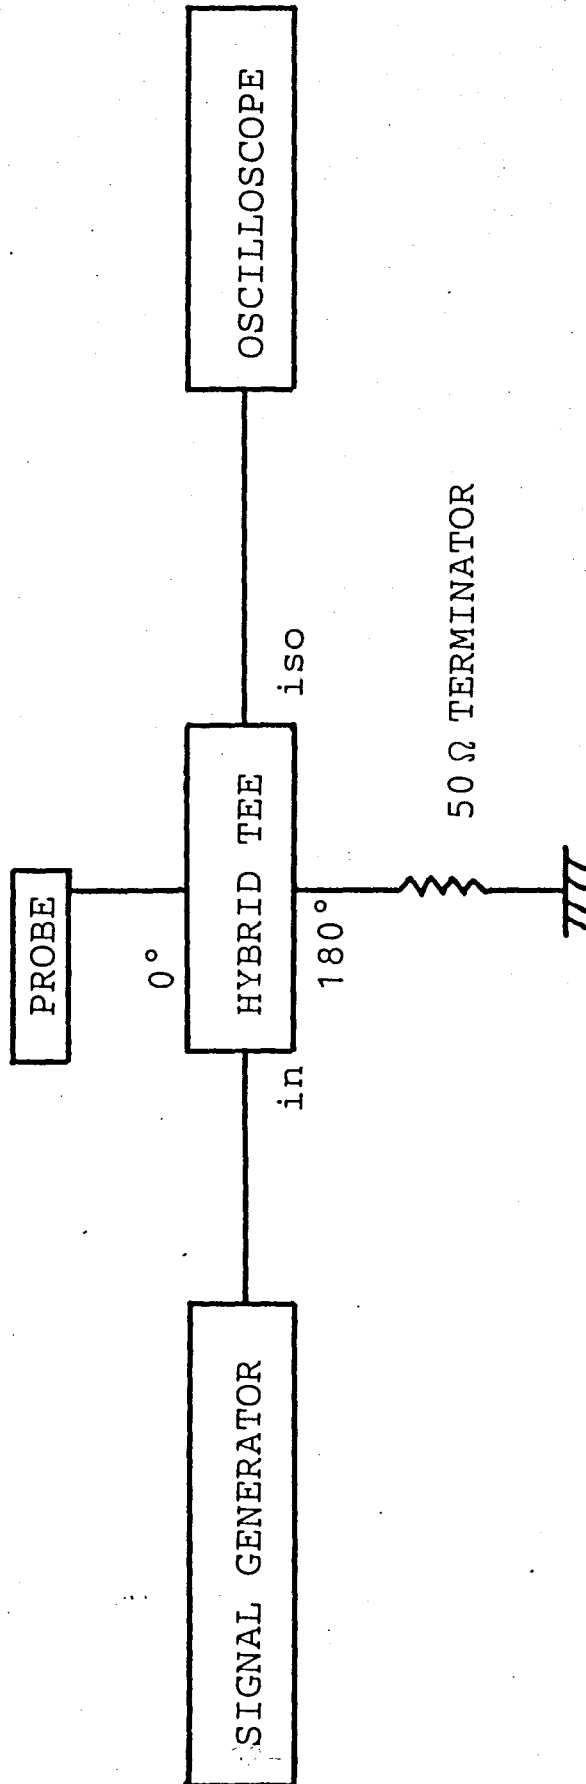 PROBE
0°
SIGNAL GENERATOR
in
HYBRID TEE
iso
OSCILLOSCOPE
180°
50 Ω TERMINATOR